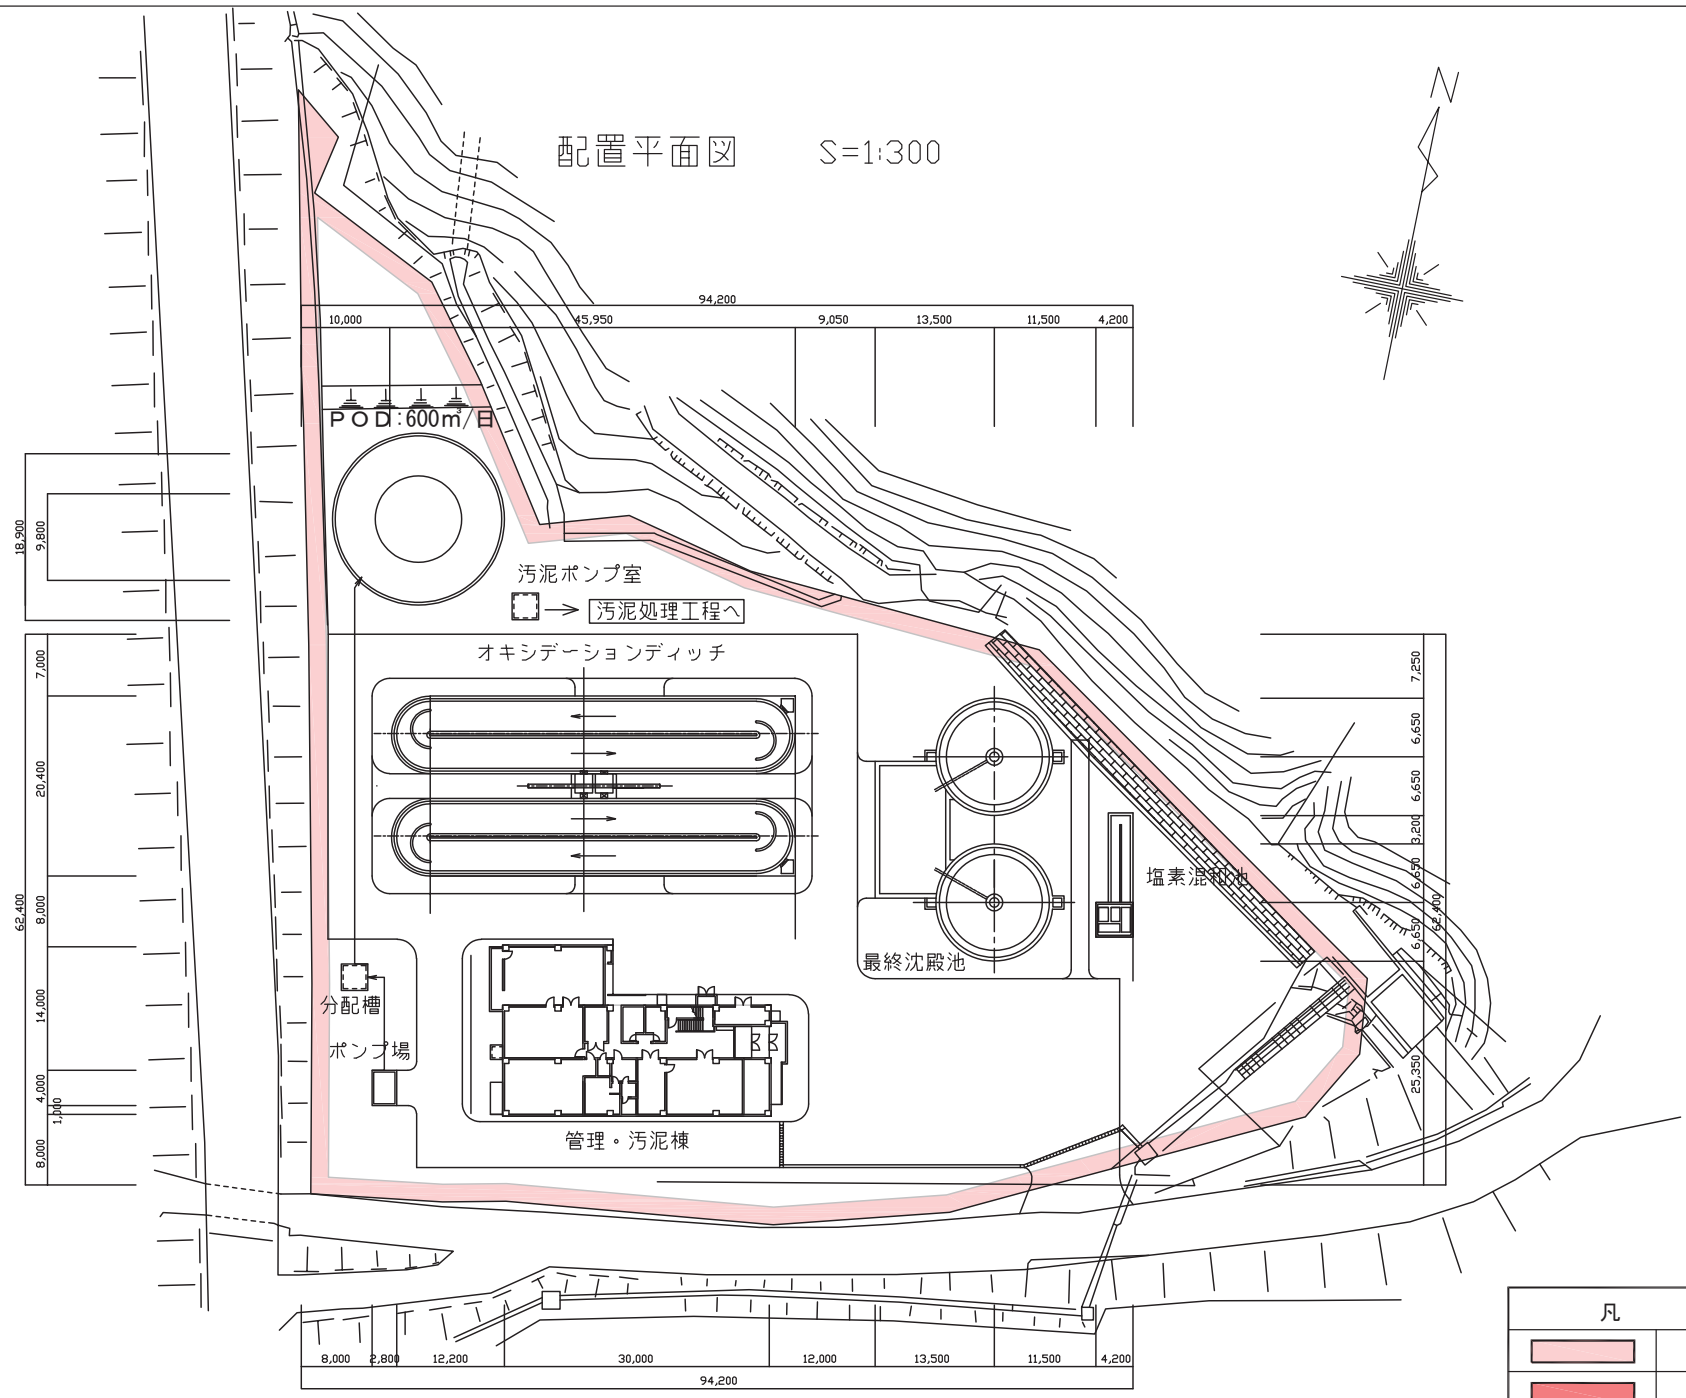 配置平面図 S=1:300
N
94,200
10,000 45,950 9,050 13,500 11,500 4,200
POD:600m³/日
18,900
9,800
汚泥ポンプ室
汚泥処理工程へ
オキシデーションディッチ
7,000
20,400
62,400
8,000
14,000
4,000
1,000
8,000
7,250
6,650
6,650
3,200
6,650
62,400
6,650
25,350
塩素混和池
最終沈殿池
分配槽
ポンプ場
管理・汚泥棟
8,000 2,800 12,200 30,000 12,000 13,500 11,500 4,200
94,200
凡